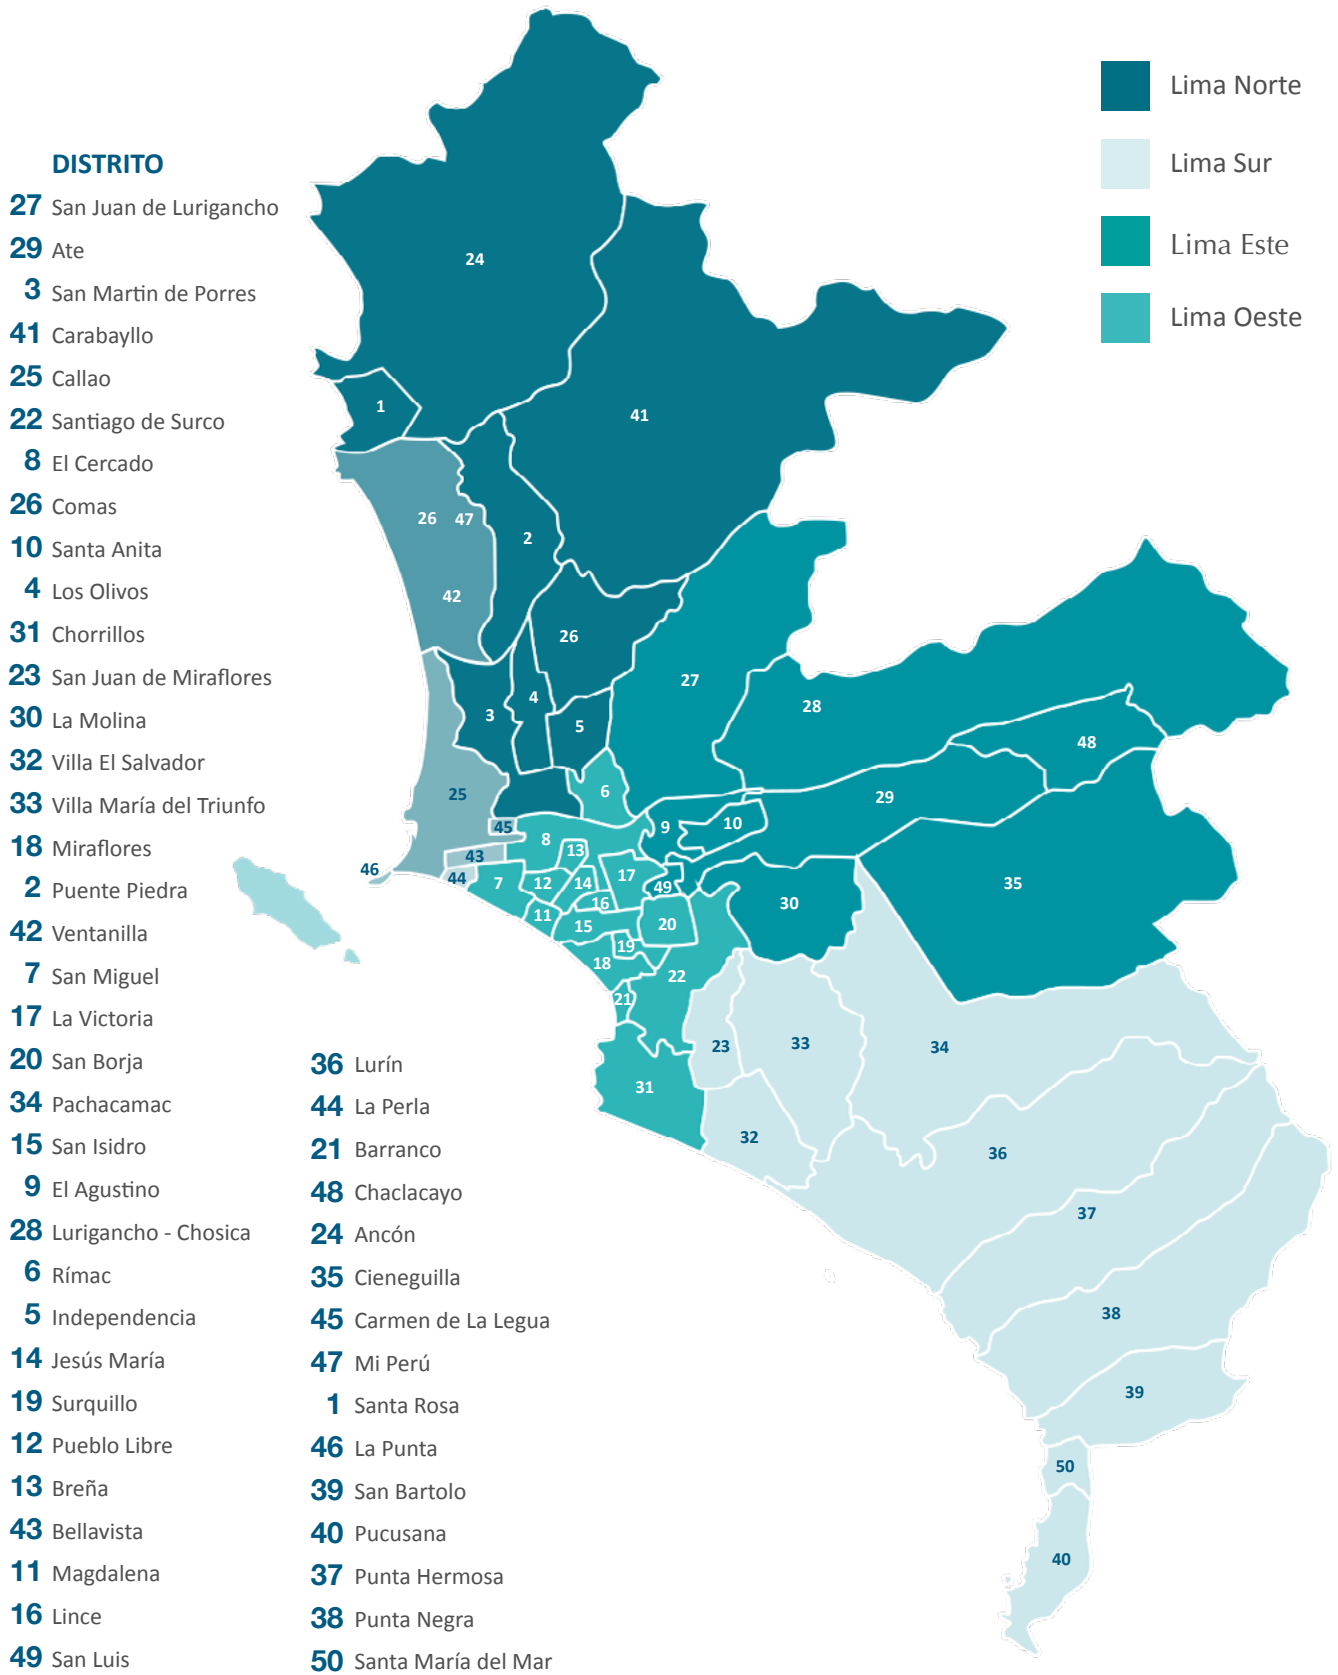 DISTRITO
27 San Juan de Lurigancho
29 Ate
3 San Martin de Porres
41 Carabayllo
25 Callao
22 Santiago de Surco
8 El Cercado
26 Comas
10 Santa Anita
4 Los Olivos
31 Chorrillos
23 San Juan de Miraflores
30 La Molina
32 Villa El Salvador
33 Villa María del Triunfo
18 Miraflores
2 Puente Piedra
42 Ventanilla
7 San Miguel
17 La Victoria
20 San Borja
34 Pachacamac
15 San Isidro
9 El Agustino
28 Lurigancho - Chosica
6 Rímac
5 Independencia
14 Jesús María
19 Surquillo
12 Pueblo Libre
13 Breña
43 Bellavista
11 Magdalena
16 Lince
49 San Luis
36 Lurín
44 La Perla
21 Barranco
48 Chaclacayo
24 Ancón
35 Cieneguilla
45 Carmen de La Legua
47 Mi Perú
1 Santa Rosa
46 La Punta
39 San Bartolo
40 Pucusana
37 Punta Hermosa
38 Punta Negra
50 Santa María del Mar
Lima Norte
Lima Sur
Lima Este
Lima Oeste
24
1
41
26 47
2
42
26
27
4
28
3
5
48
25
6
29
45
9
10
8
13
43
46
44
7
12
14
17
49
35
16
30
11
15
20
19
18
22
21
23
33
34
31
32
36
37
38
39
50
40